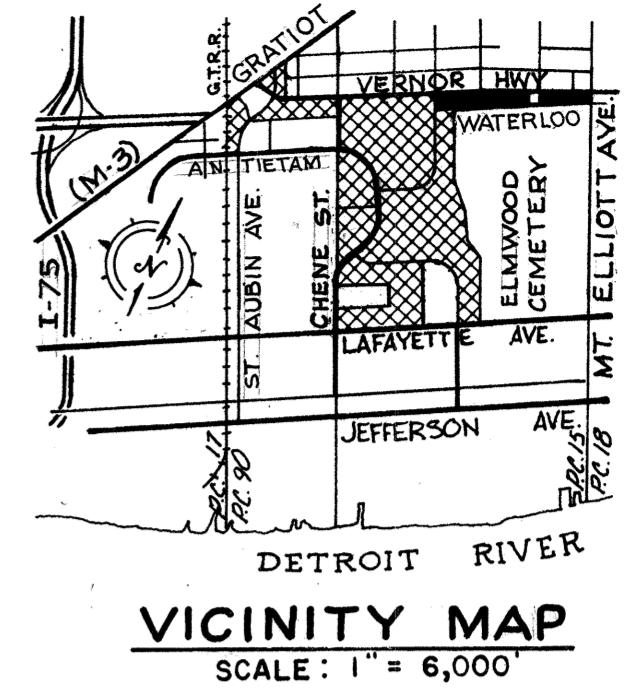 G.T.R.R.
GRATIOT
VERNOR HWY
WATERLOO
(M-3)
ANTIETAM
I-75
N
ST. AUBIN AVE.
CHENE ST.
ELMWOOD
CEMETERY
MT. ELLIOTT AVE.
LAFAYETTE AVE.
JEFFERSON AVE.
P.C. 17
P.C. 90
P.C. 15
P.C. 18
DETROIT RIVER
VICINITY MAP
SCALE: 1" = 6,000'